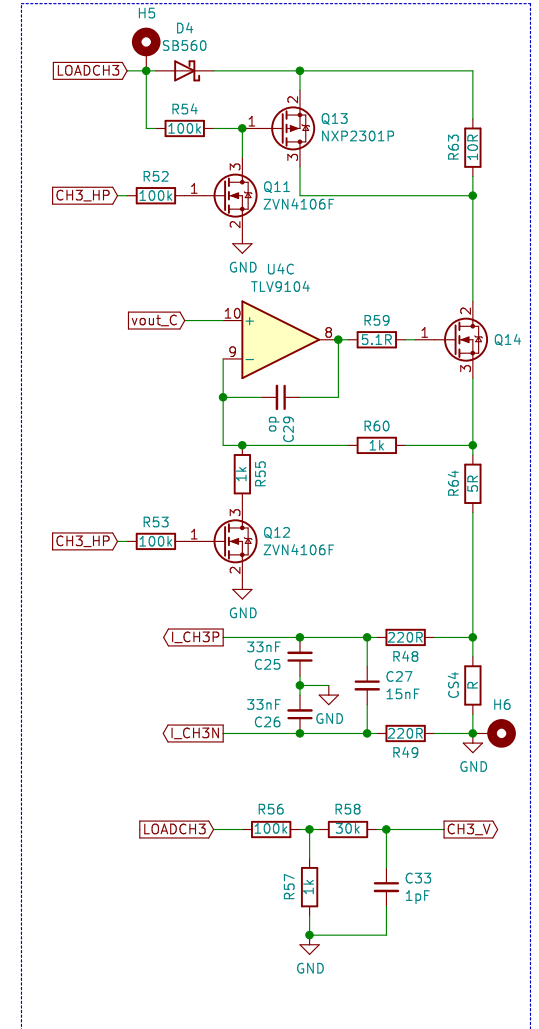 H5
D4
SB560
LOADCH3
R54
100k
1
2
3
Q13
NXP2301P
R63
10R
CH3_HP
R52
100k
1
3
2
Q11
ZVN4106F
GND
U4C
TLV9104
vout_C
10
+
9
-
8
R59
5.1R
1
2
3
Q14
op
C29
R60
1k
R55
1k
R64
5R
CH3_HP
R53
100k
1
3
2
Q12
ZVN4106F
GND
I_CH3P
33nF
C25
220R
R48
C27
15nF
CS4
R
33nF
C26
GND
I_CH3N
220R
R49
H6
GND
LOADCH3
R56
100k
R58
30k
CH3_V
R57
1k
C33
1pF
GND